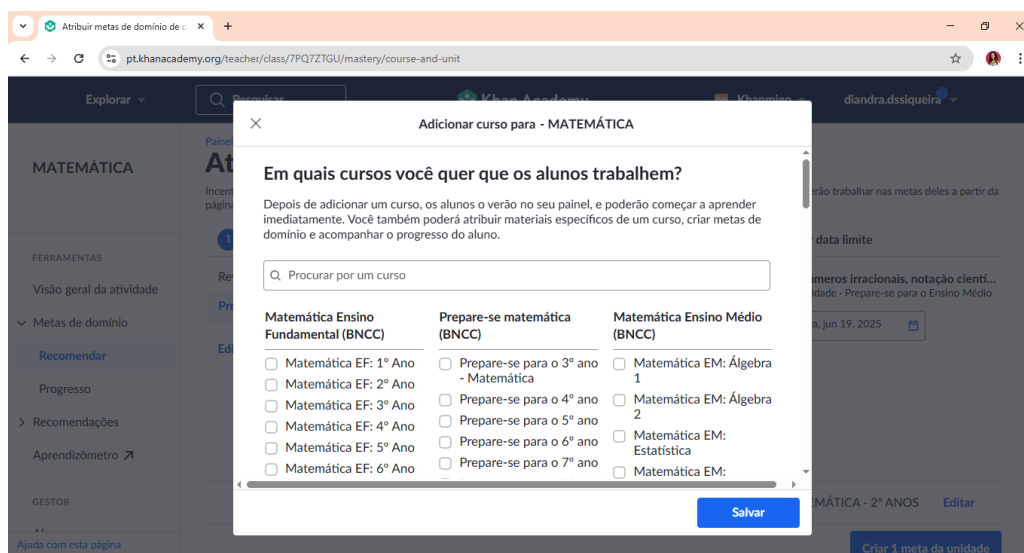 Atribuir metas de domínio de c
pt.khanacademy.org/teacher/class/7PQ7ZTGU/mastery/course-and-unit
Explorar
Pesquisar
Khan Academy
Khanmigo
diandra.dssiqueira
MATEMÁTICA
FERRAMENTAS
Visão geral da atividade
Metas de domínio
Recomendar
Progresso
Recomendações
Aprendizômetro
GESTOR
Ajuda com esta página
Adicionar curso para - MATEMÁTICA
Em quais cursos você quer que os alunos trabalhem?
Depois de adicionar um curso, os alunos o verão no seu painel, e poderão começar a aprender
imediatamente. Você também poderá atribuir materiais específicos de um curso, criar metas de
domínio e acompanhar o progresso do aluno.
Procurar por um curso
Matemática Ensino
Fundamental (BNCC)
Matemática EF: 1º Ano
Matemática EF: 2º Ano
Matemática EF: 3º Ano
Matemática EF: 4º Ano
Matemática EF: 5º Ano
Matemática EF: 6º Ano
Prepare-se matemática
(BNCC)
Prepare-se para o 3º ano
- Matemática
Prepare-se para o 4º ano
Prepare-se para o 5º ano
Prepare-se para o 6º ano
Prepare-se para o 7º ano
Matemática Ensino Médio
(BNCC)
Matemática EM: Álgebra
1
Matemática EM: Álgebra
2
Matemática EM:
Estatística
Matemática EM:
Salvar
Paine
At
Incent
página
1
Re
Pre
Edi
erão trabalhar nas metas deles a partir da
data limite
úmeros irracionais, notação cientí...
idade · Prepare-se para o Ensino Médio
a, jun 19, 2025
MÁTICA - 2º ANOS
Editar
Criar 1 meta da unidade